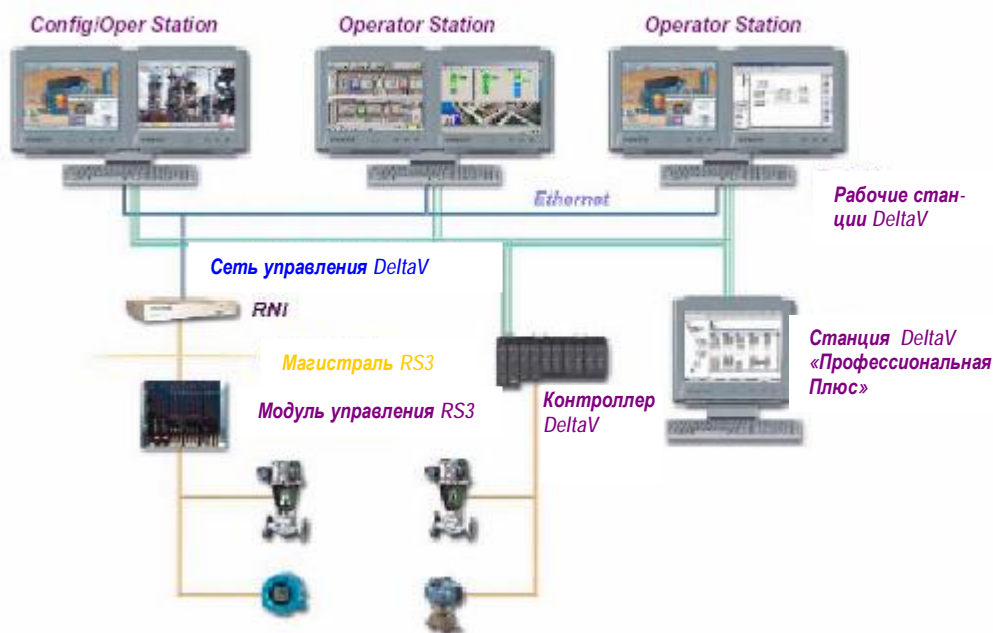 Config/Oper Station
Operator Station
Operator Station
Ethernet
Рабочие стан-
ции DeltaV
Сеть управления DeltaV
RNI
Магистраль RS3
Модуль управления RS3
Контроллер
DeltaV
Станция DeltaV
«Профессиональная
Плюс»